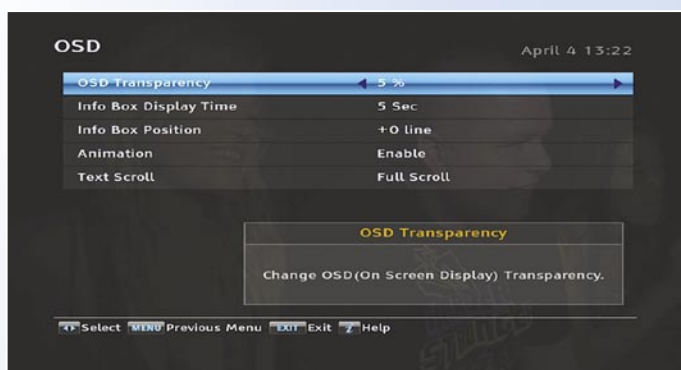 OSD
April 4 13:22
OSD Transparency 5 %
Info Box Display Time 5 Sec
Info Box Position +0 line
Animation Enable
Text Scroll Full Scroll
OSD Transparency
Change OSD(On Screen Display) Transparency.
Select MENU Previous Menu EXIT Exit i Help